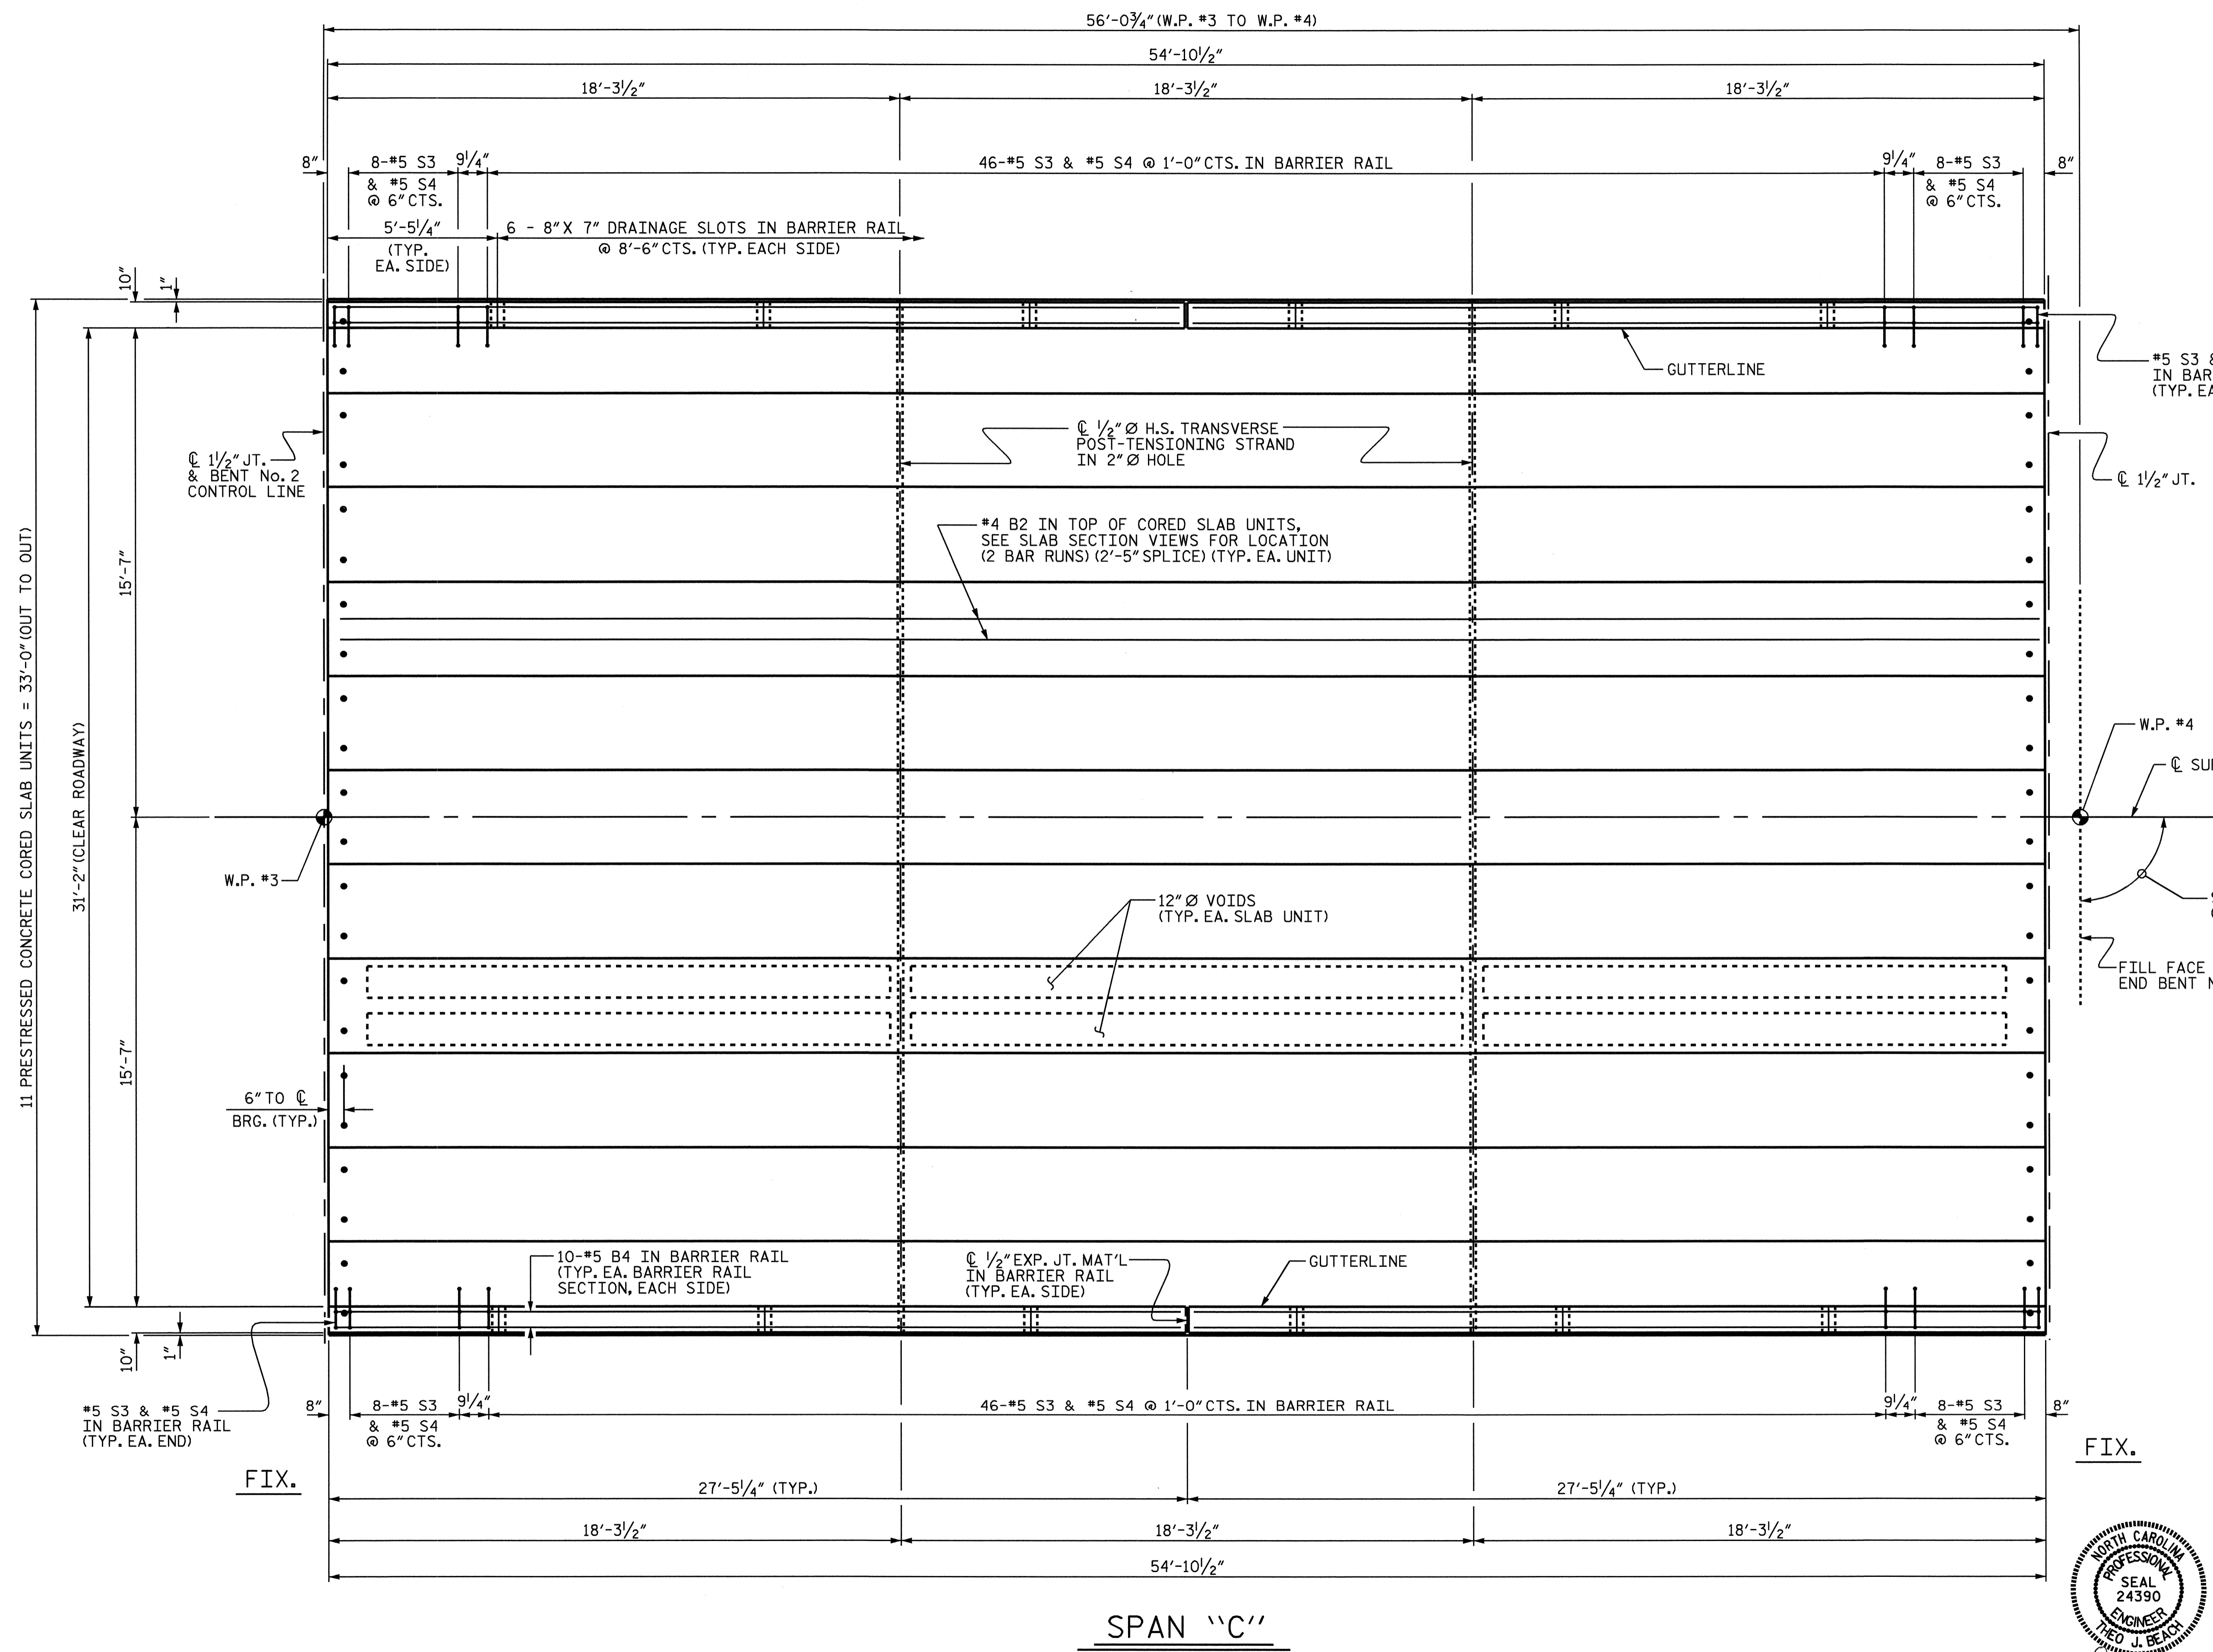 56'-0¾" (W.P. #3 TO W.P. #4)
54'-10½"
18'-3½"
18'-3½"
18'-3½"
8"
8-#5 S3
& #5 S4
@ 6" CTS.
9¼"
46-#5 S3 & #5 S4 @ 1'-0" CTS. IN BARRIER RAIL
9¼"
8-#5 S3
& #5 S4
@ 6" CTS.
8"
5'-5¼"
(TYP.
EA. SIDE)
6 - 8" X 7" DRAINAGE SLOTS IN BARRIER RAIL
@ 8'-6" CTS. (TYP. EACH SIDE)
10"
1"
GUTTERLINE
#5 S3 &
IN BAR
(TYP. EA
℄ 1½" JT.
& BENT No. 2
CONTROL LINE
℄ ½" Ø H.S. TRANSVERSE
POST-TENSIONING STRAND
IN 2" Ø HOLE
℄ 1½" JT.
#4 B2 IN TOP OF CORED SLAB UNITS,
SEE SLAB SECTION VIEWS FOR LOCATION
(2 BAR RUNS) (2'-5" SPLICE) (TYP. EA. UNIT)
11 PRESTRESSED CONCRETE CORED SLAB UNITS = 33'-0" (OUT TO OUT)
31'-2" (CLEAR ROADWAY)
15'-7"
15'-7"
W.P. #4
℄ SU
W.P. #3
12" Ø VOIDS
(TYP. EA. SLAB UNIT)
FILL FACE
END BENT N
6" TO ℄
BRG. (TYP.)
10-#5 B4 IN BARRIER RAIL
(TYP. EA. BARRIER RAIL
SECTION, EACH SIDE)
℄ ½" EXP. JT. MAT'L
IN BARRIER RAIL
(TYP. EA. SIDE)
GUTTERLINE
10"
1"
#5 S3 & #5 S4
IN BARRIER RAIL
(TYP. EA. END)
8"
8-#5 S3
& #5 S4
@ 6" CTS.
9¼"
46-#5 S3 & #5 S4 @ 1'-0" CTS. IN BARRIER RAIL
9¼"
8-#5 S3
& #5 S4
@ 6" CTS.
8"
FIX.
FIX.
27'-5¼" (TYP.)
27'-5¼" (TYP.)
18'-3½"
18'-3½"
18'-3½"
54'-10½"
SPAN "C"
NORTH CAROLINA
PROFESSIONAL
SEAL
24390
ENGINEER
THEO J. BEACH